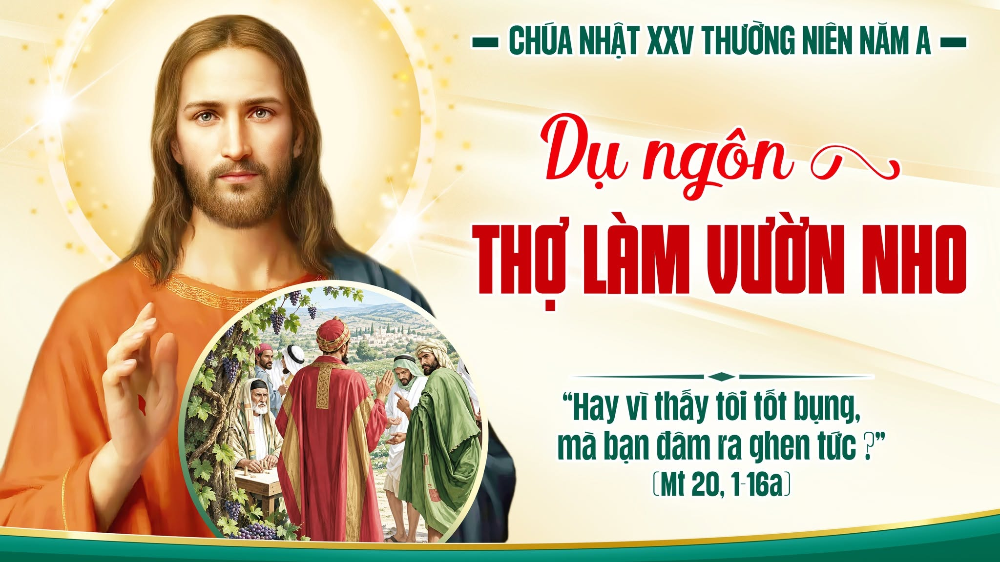 CHÚA NHẬT XXV THƯỜNG NIÊN NĂM A
Dụ ngôn
THỢ LÀM VƯỜN NHO
“Hay vì thấy tôi tốt bụng,
mà bạn đâm ra ghen tức ?”
(Mt 20, 1-16a)